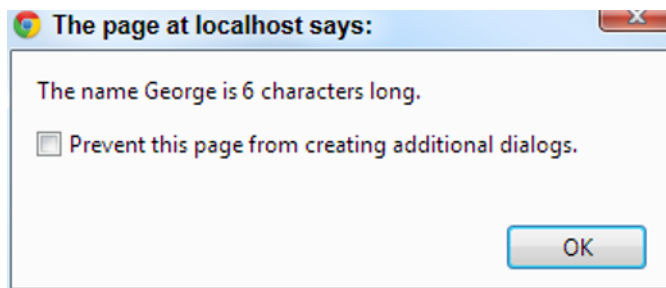 The page at localhost says:
The name George is 6 characters long.
Prevent this page from creating additional dialogs.
OK